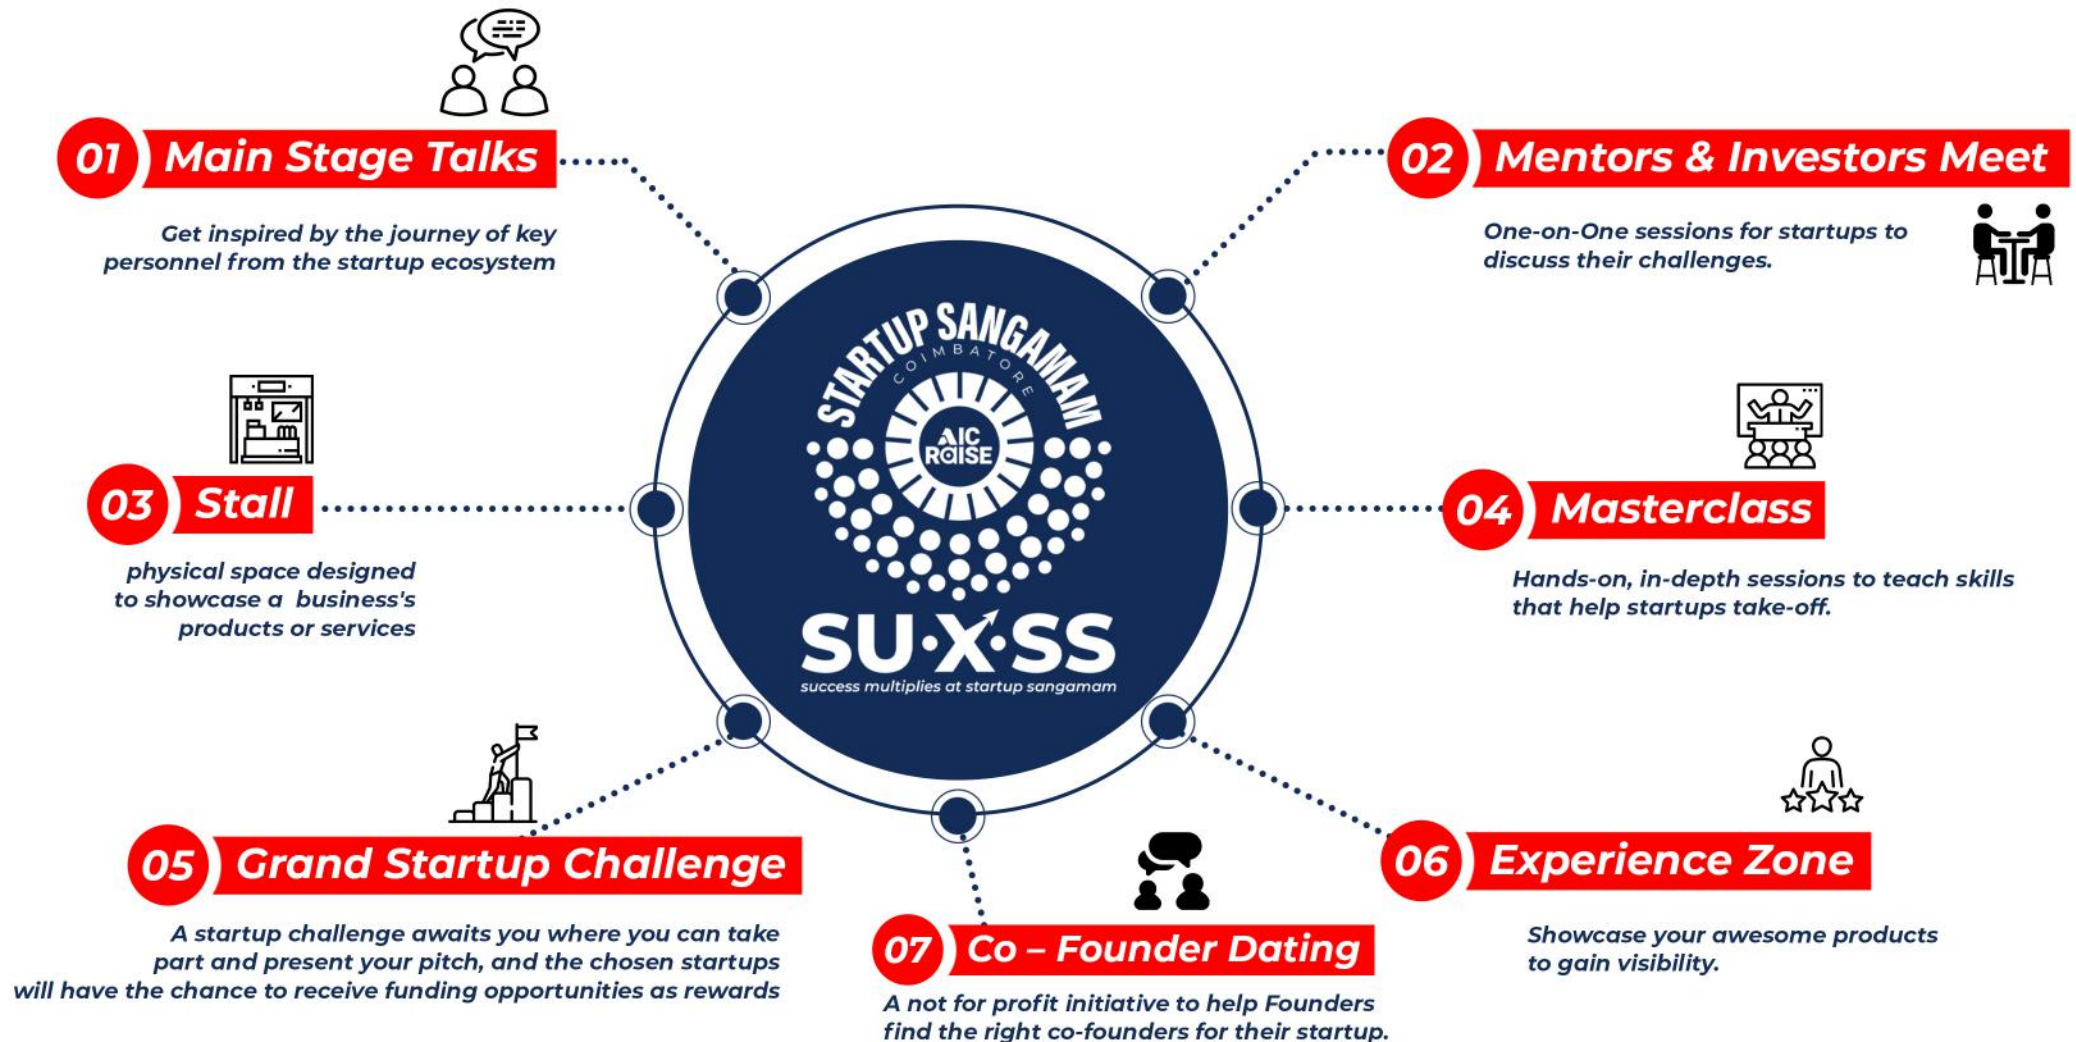 01 Main Stage Talks
Get inspired by the journey of key
personnel from the startup ecosystem
02 Mentors & Investors Meet
One-on-One sessions for startups to
discuss their challenges.
STARTUP SANGAMAM
COIMBATORE
AIC
RAISE
SU·X·SS
success multiplies at startup sangamam
03 Stall
physical space designed
to showcase a  business's
products or services
04 Masterclass
Hands-on, in-depth sessions to teach skills
that help startups take-off.
05 Grand Startup Challenge
A startup challenge awaits you where you can take
part and present your pitch, and the chosen startups
will have the chance to receive funding opportunities as rewards
06 Experience Zone
Showcase your awesome products
to gain visibility.
07 Co – Founder Dating
A not for profit initiative to help Founders
find the right co-founders for their startup.